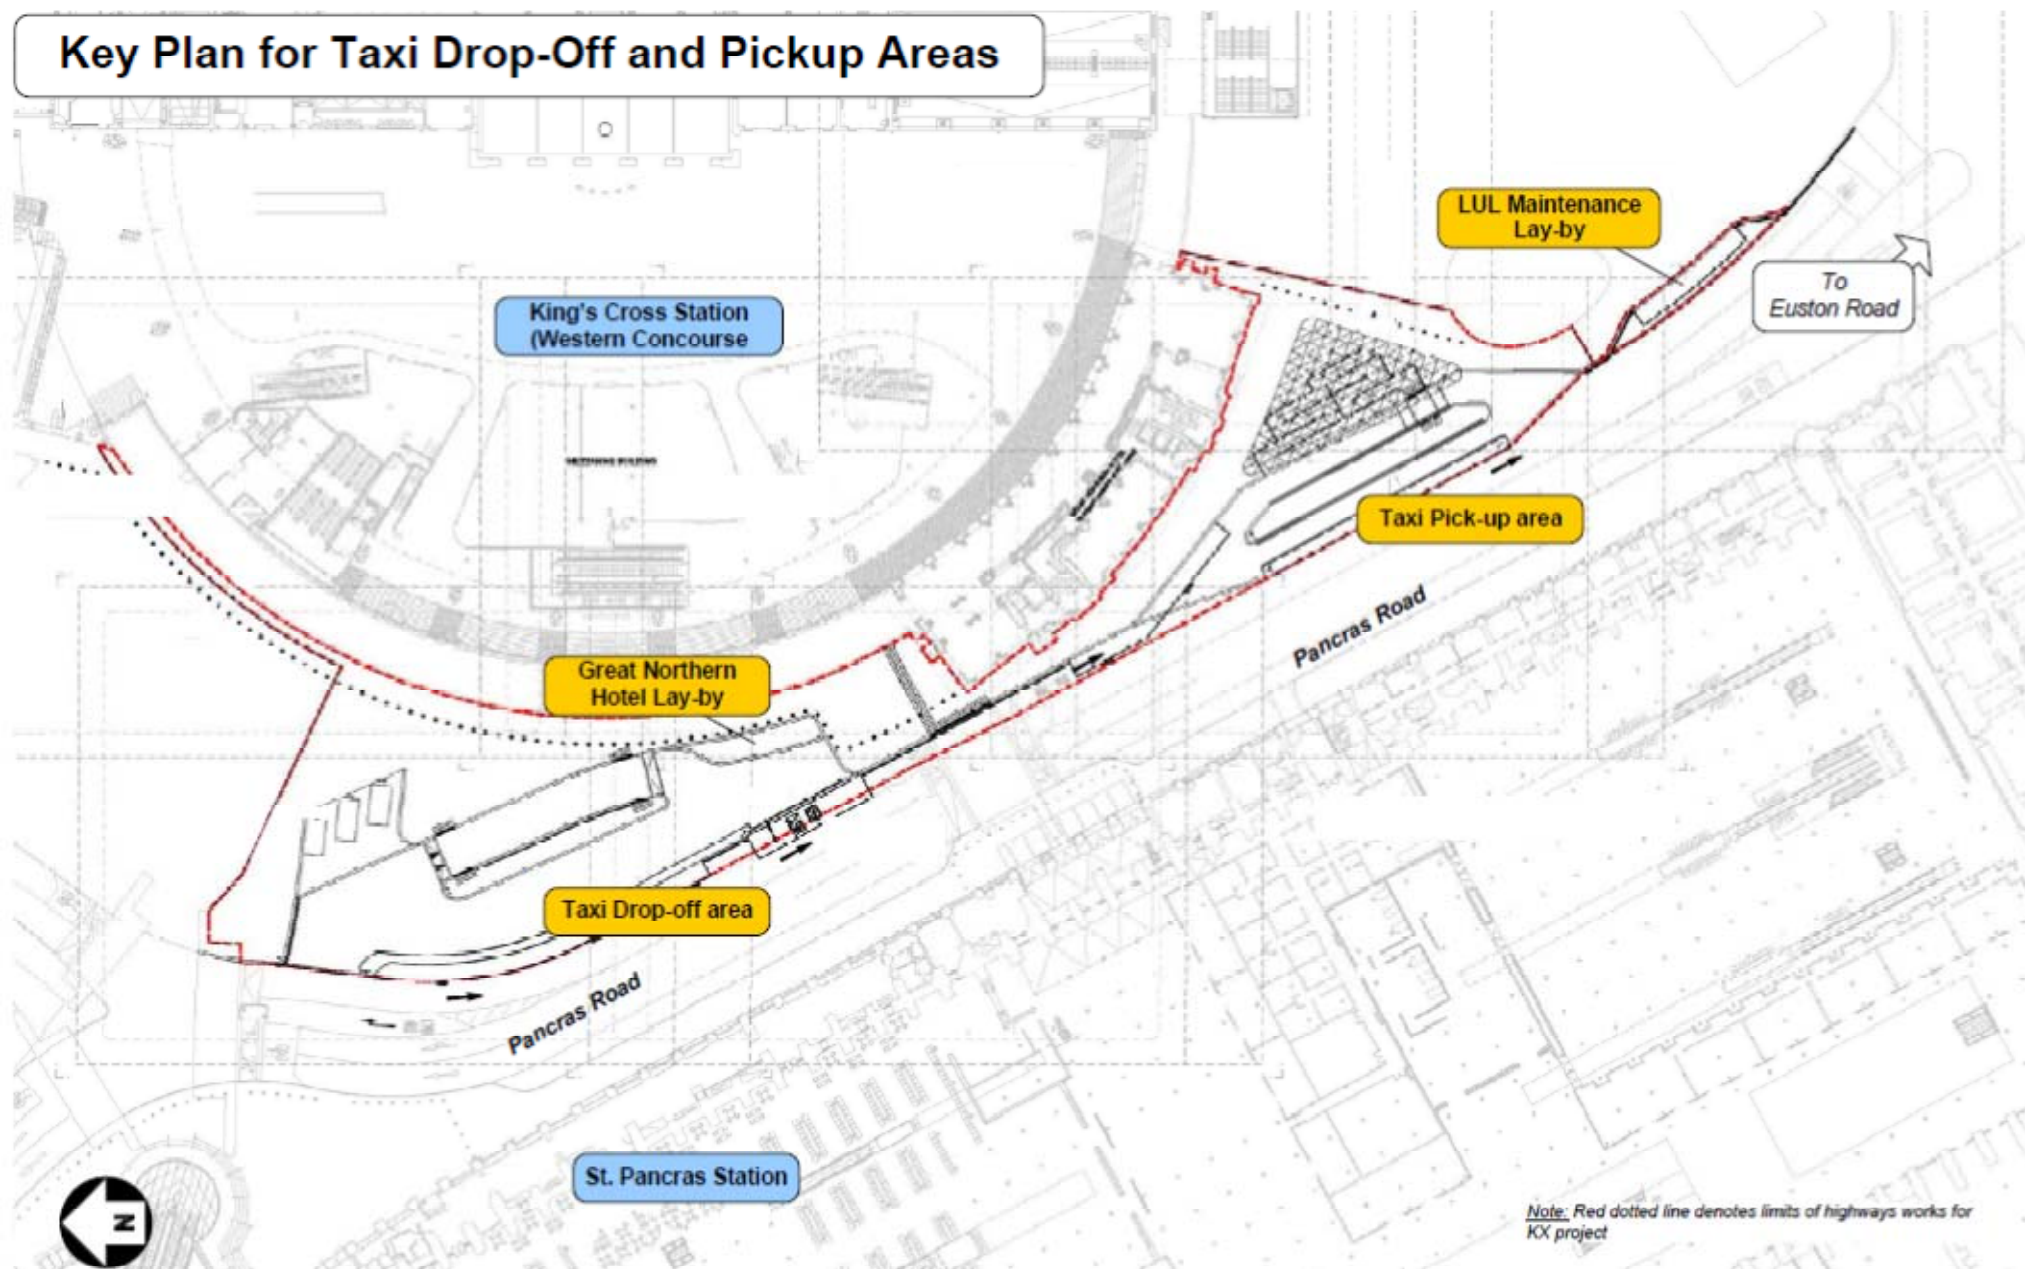 Key Plan for Taxi Drop-Off and Pickup Areas
LUL Maintenance
Lay-by
To
Euston Road
King's Cross Station
(Western Concourse
Taxi Pick-up area
Pancras Road
Great Northern
Hotel Lay-by
Taxi Drop-off area
Pancras Road
St. Pancras Station
N
Note: Red dotted line denotes limits of highways works for
KX project